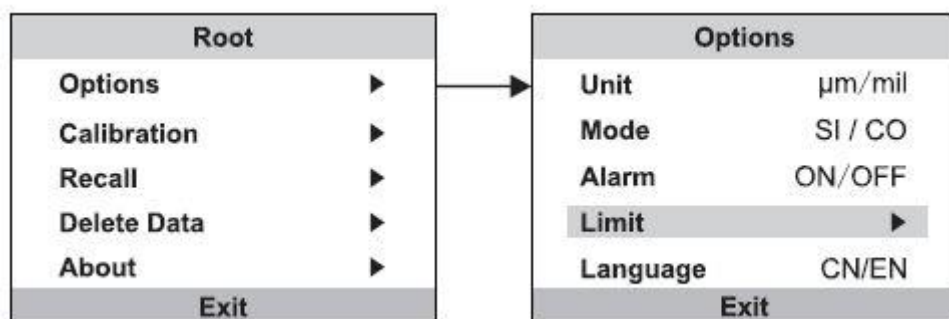 Root
Options ▶
Calibration ▶
Recall ▶
Delete Data ▶
About ▶
Exit
Options
Unit μm/mil
Mode SI / CO
Alarm ON/OFF
Limit ▶
Language CN/EN
Exit